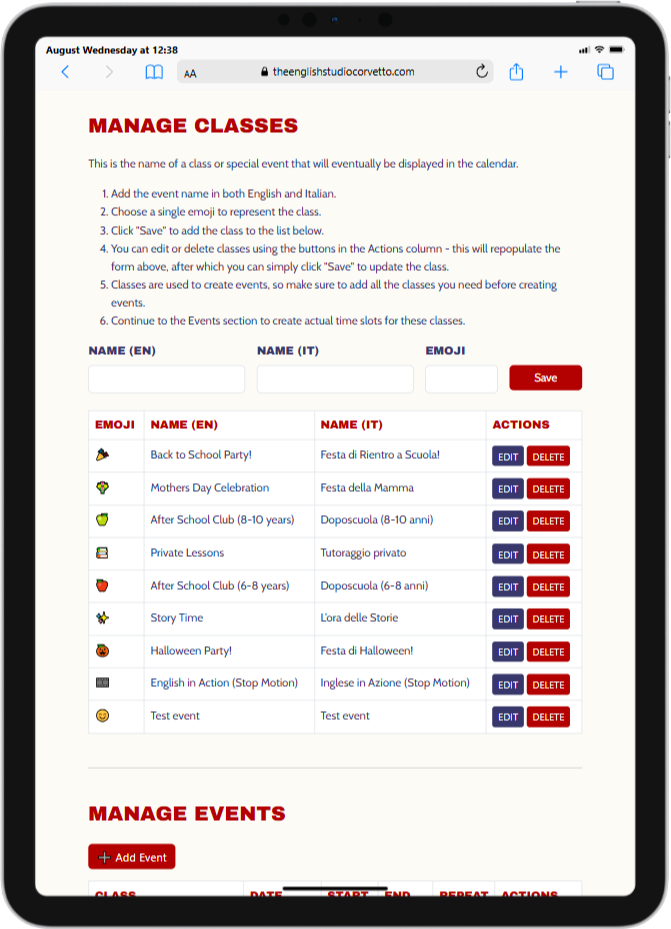 August Wednesday at 12:38
AA
theenglishstudiocorvetto.com
MANAGE CLASSES
This is the name of a class or special event that will eventually be displayed in the calendar.
1. Add the event name in both English and Italian.
2. Choose a single emoji to represent the class.
3. Click "Save" to add the class to the list below.
4. You can edit or delete classes using the buttons in the Actions column - this will repopulate the
form above, after which you can simply click "Save" to update the class.
5. Classes are used to create events, so make sure to add all the classes you need before creating
events.
6. Continue to the Events section to create actual time slots for these classes.
NAME (EN) NAME (IT) EMOJI
Save
EMOJI NAME (EN) NAME (IT) ACTIONS
Back to School Party! Festa di Rientro a Scuola! EDIT DELETE
Mothers Day Celebration Festa della Mamma EDIT DELETE
After School Club (8-10 years) Doposcuola (8-10 anni) EDIT DELETE
Private Lessons Tutoraggio privato EDIT DELETE
After School Club (6-8 years) Doposcuola (6-8 anni) EDIT DELETE
Story Time L'ora delle Storie EDIT DELETE
Halloween Party! Festa di Halloween! EDIT DELETE
English in Action (Stop Motion) Inglese in Azione (Stop Motion) EDIT DELETE
Test event Test event EDIT DELETE
MANAGE EVENTS
Add Event
CLASS DATE START END REPEAT ACTIONS